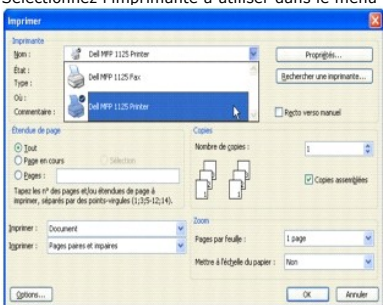 Sélectionnez l'imprimante à utiliser dans le menu
Imprimer
Imprimante
Nom : Dell MFP 1125 Printer Propriétés...
État : Dell MFP 1125 Fax Rechercher une imprimante...
Type :
Où : Dell MFP 1125 Printer
Commentaire : Recto verso manuel
Étendue de page
Tout
Page en cours Sélection
Pages :
Tapez les n° des pages et/ou étendues de page à
imprimer, séparés par des points-virgules (1;3;5-12;14).
Copies
Nombre de copies : 1
Copies assemblées
Imprimer : Document
Imprimer : Pages paires et impaires
Zoom
Pages par feuille : 1 page
Mettre à l'échelle du papier : Non
Options... OK Annuler